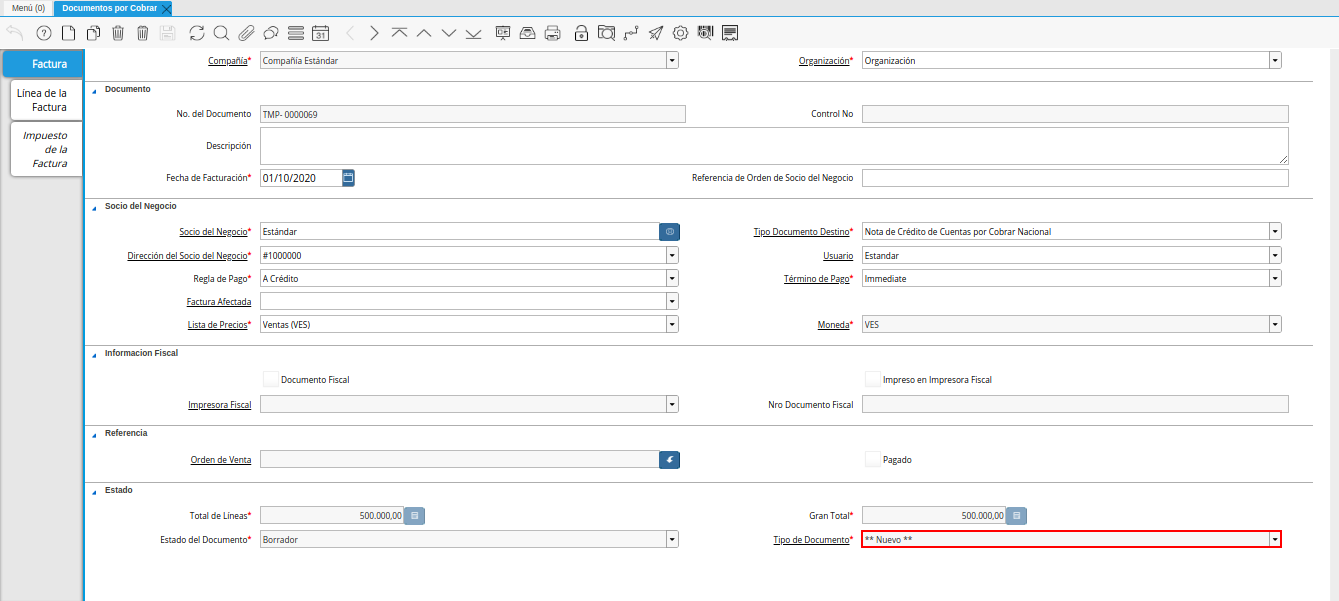 Menú (0) Documentos por Cobrar
31
Factura
Línea de la
Factura
Impuesto
de la
Factura
Compañía* Compañía Estándar Organización* Organización
Documento
No. del Documento TMP- 0000069 Control No
Descripción
Fecha de Facturación* 01/10/2020 Referencia de Orden de Socio del Negocio
Socio del Negocio
Socio del Negocio* Estándar Tipo Documento Destino* Nota de Crédito de Cuentas por Cobrar Nacional
Dirección del Socio del Negocio* #1000000 Usuario Estandar
Regla de Pago* A Crédito Término de Pago* Immediate
Factura Afectada
Lista de Precios* Ventas (VES) Moneda* VES
Informacion Fiscal
Documento Fiscal Impreso en Impresora Fiscal
Impresora Fiscal Nro Documento Fiscal
Referencia
Orden de Venta Pagado
Estado
Total de Líneas* 500.000,00 Gran Total* 500.000,00
Estado del Documento* Borrador Tipo de Documento* ** Nuevo **